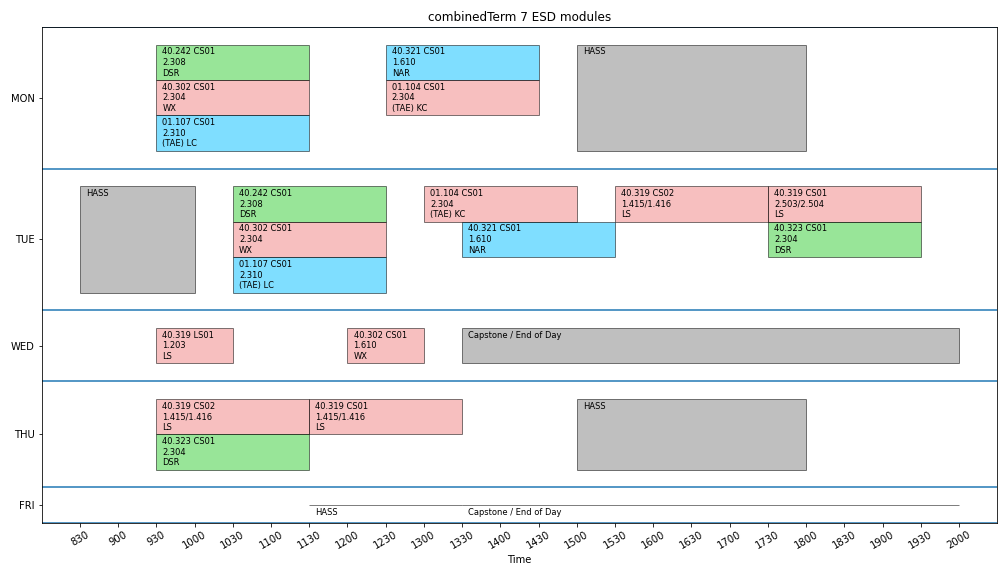 combinedTerm 7 ESD modules
MON
40.242 CS01
2.308
DSR
40.302 CS01
2.304
WX
01.107 CS01
2.310
(TAE) LC
40.321 CS01
1.610
NAR
01.104 CS01
2.304
(TAE) KC
HASS
TUE
HASS
40.242 CS01
2.308
DSR
40.302 CS01
2.304
WX
01.107 CS01
2.310
(TAE) LC
01.104 CS01
2.304
(TAE) KC
40.321 CS01
1.610
NAR
40.319 CS02
1.415/1.416
LS
40.319 CS01
2.503/2.504
LS
40.323 CS01
2.304
DSR
WED
40.319 LS01
1.203
LS
40.302 CS01
1.610
WX
Capstone / End of Day
THU
40.319 CS02
1.415/1.416
LS
40.323 CS01
2.304
DSR
40.319 CS01
1.415/1.416
LS
HASS
FRI
HASS
Capstone / End of Day
830 900 930 1000 1030 1100 1130 1200 1230 1300 1330 1400 1430 1500 1530 1600 1630 1700 1730 1800 1830 1900 1930 2000
Time